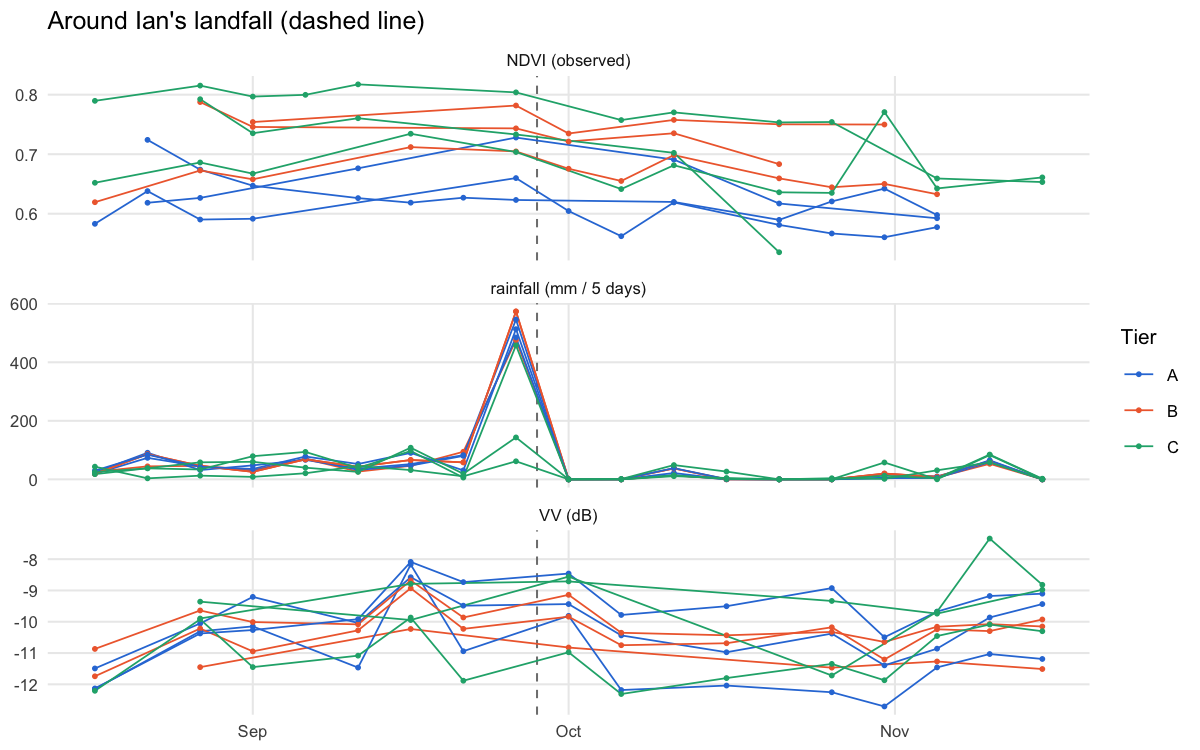 Around Ian's landfall (dashed line)
NDVI (observed)
0.8
0.7
0.6
rainfall (mm / 5 days)
600
400
200
0
VV (dB)
-8
-9
-10
-11
-12
Sep
Oct
Nov
Tier
A
B
C